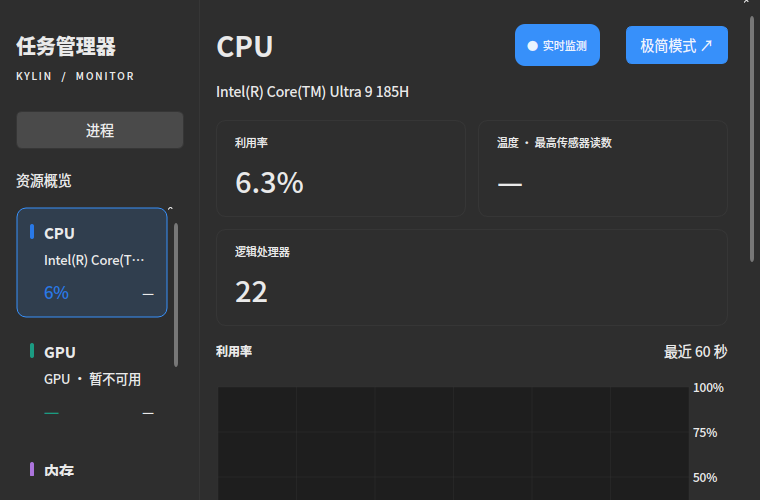 任务管理器
KYLIN / MONITOR
进程
资源概览
CPU
Intel(R) Core(T…
6% —
GPU
GPU · 暂不可用
— —
内存
CPU
实时监测
极简模式 ↗
Intel(R) Core(TM) Ultra 9 185H
利用率
6.3%
温度 · 最高传感器读数
—
逻辑处理器
22
利用率
最近 60 秒
100%
75%
50%